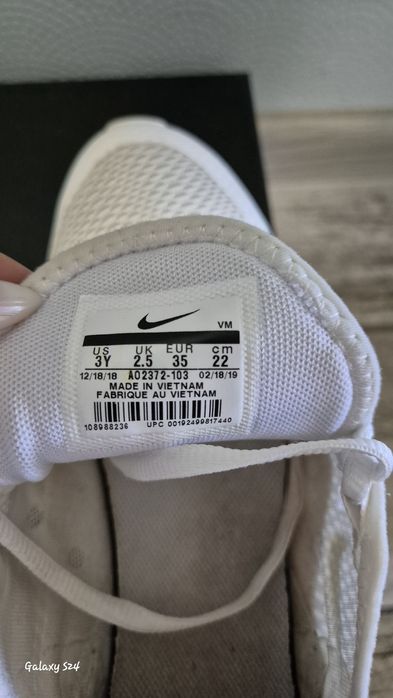 VM
US UK EUR cm
3Y 2.5 35 22
12/18/18 AO2372-103 02/18/19
MADE IN VIETNAM
FABRIQUE AU VIETNAM
108988236 UPC 00192499817440
Galaxy S24